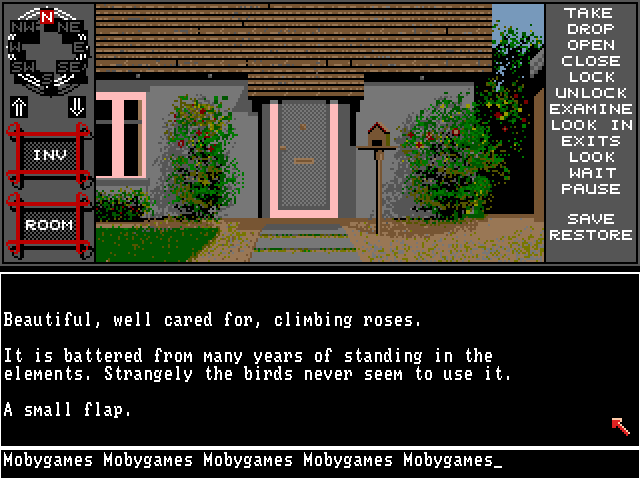 N
NW NE
W E
SW SE
S
INV
ROOM
TAKE
DROP
OPEN
CLOSE
LOCK
UNLOCK
EXAMINE
LOOK IN
EXITS
LOOK
WAIT
PAUSE
SAVE
RESTORE
Beautiful, well cared for, climbing roses.
It is battered from many years of standing in the
elements. Strangely the birds never seem to use it.
A small flap.
Mobygames Mobygames Mobygames Mobygames Mobygames_